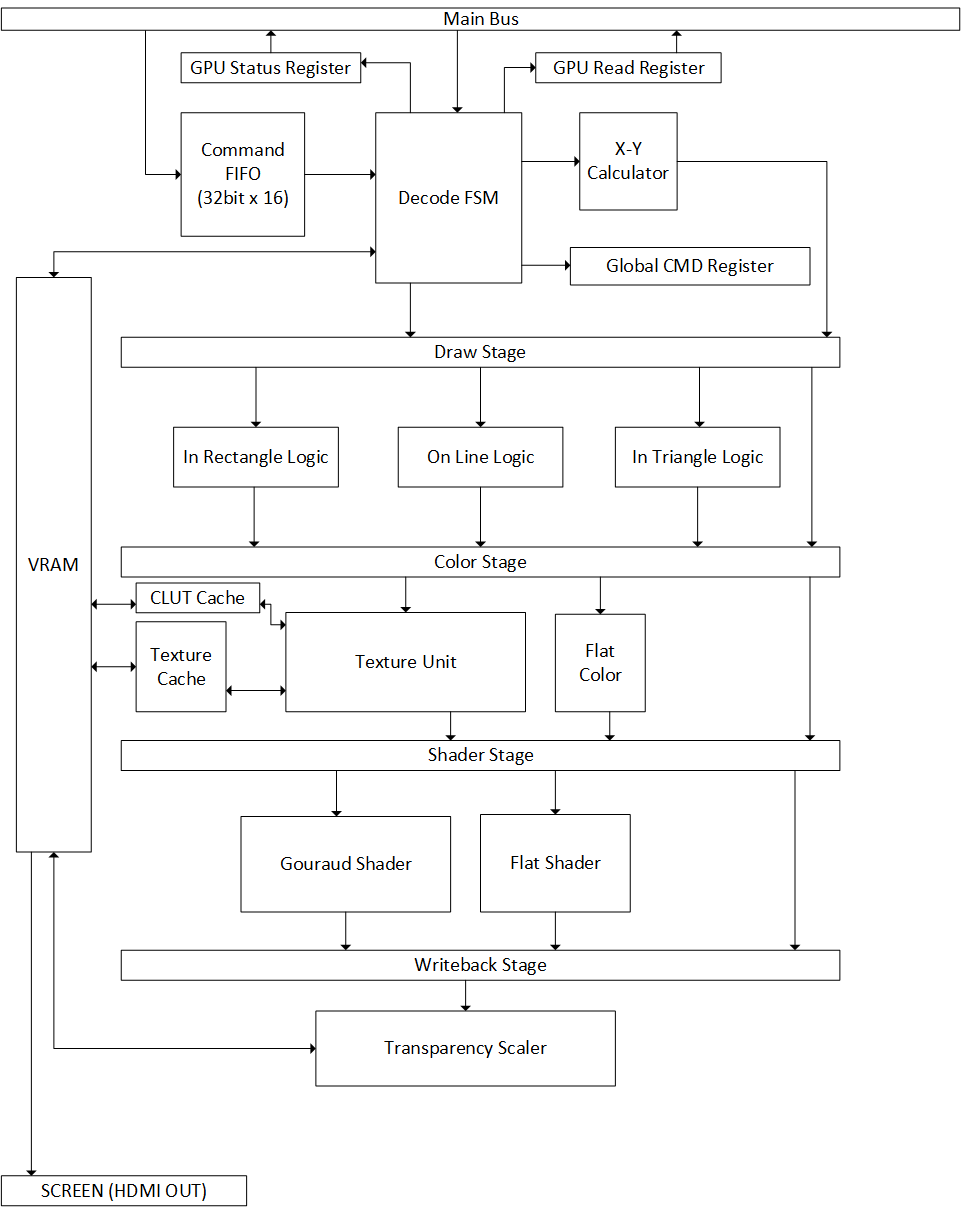 Main Bus
GPU Status Register
GPU Read Register
Command
FIFO
(32bit x 16)
Decode FSM
X-Y
Calculator
Global CMD Register
Draw Stage
In Rectangle Logic
On Line Logic
In Triangle Logic
VRAM
Color Stage
CLUT Cache
Texture
Cache
Texture Unit
Flat
Color
Shader Stage
Gouraud Shader
Flat Shader
Writeback Stage
Transparency Scaler
SCREEN (HDMI OUT)